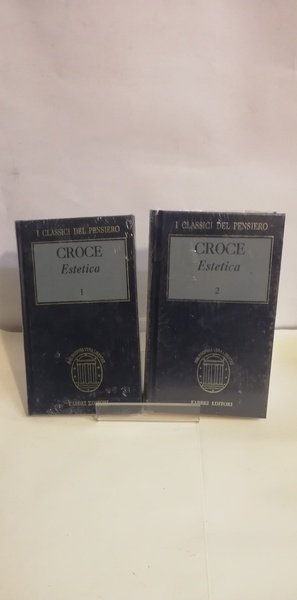 I CLASSICI DEL PENSIERO
CROCE
Estetica
1
FABBRI EDITORI
I CLASSICI DEL PENSIERO
CROCE
Estetica
2
FABBRI EDITORI